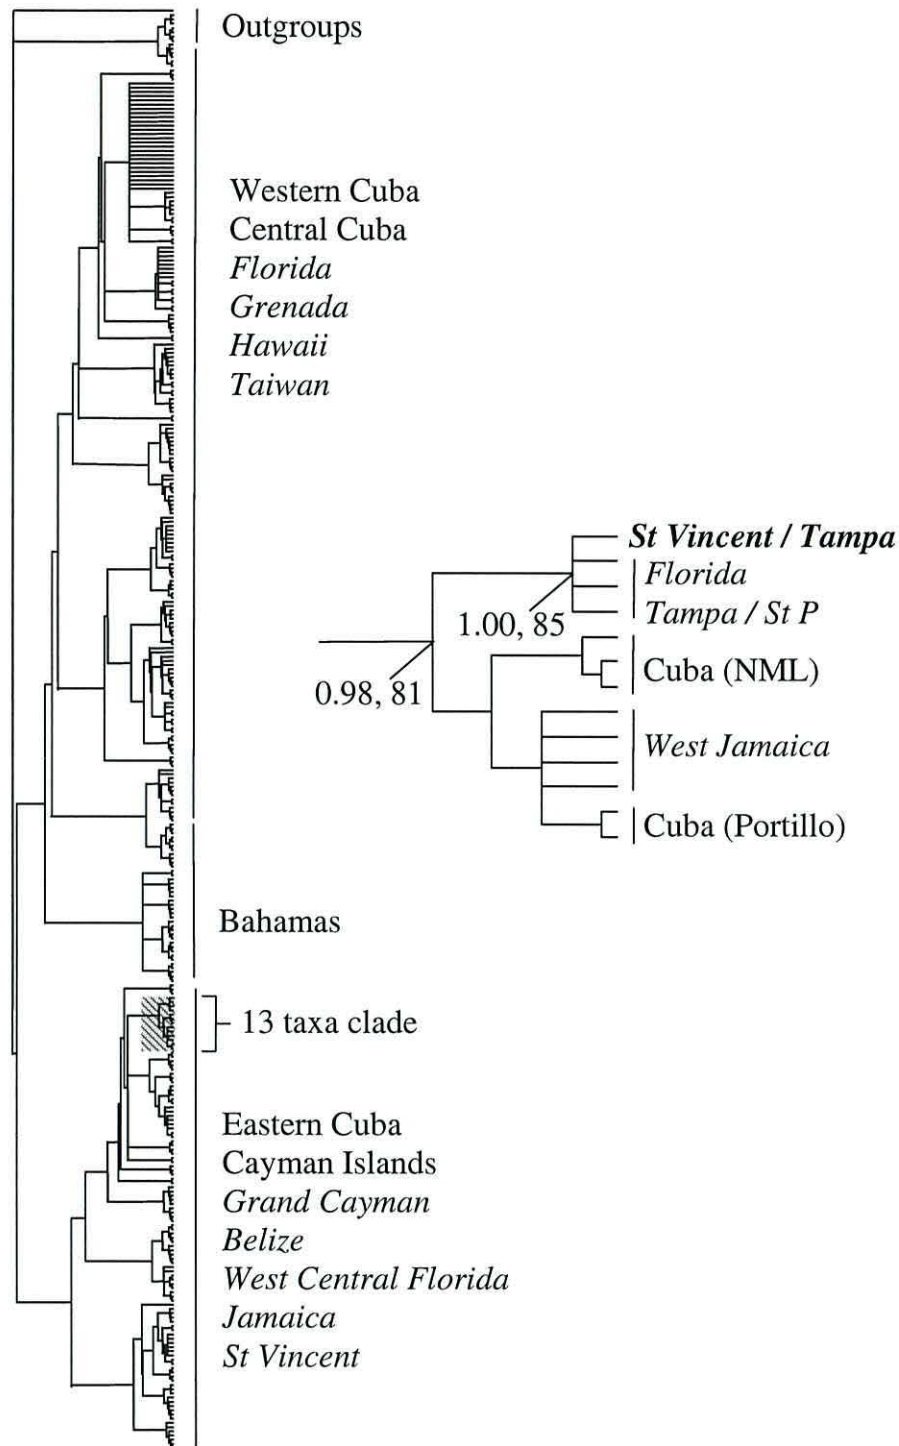 Outgroups
Western Cuba
Central Cuba
Florida
Grenada
Hawaii
Taiwan
St Vincent / Tampa
Florida
Tampa / St P
1.00, 85
0.98, 81
Cuba (NML)
West Jamaica
Cuba (Portillo)
Bahamas
13 taxa clade
Eastern Cuba
Cayman Islands
Grand Cayman
Belize
West Central Florida
Jamaica
St Vincent